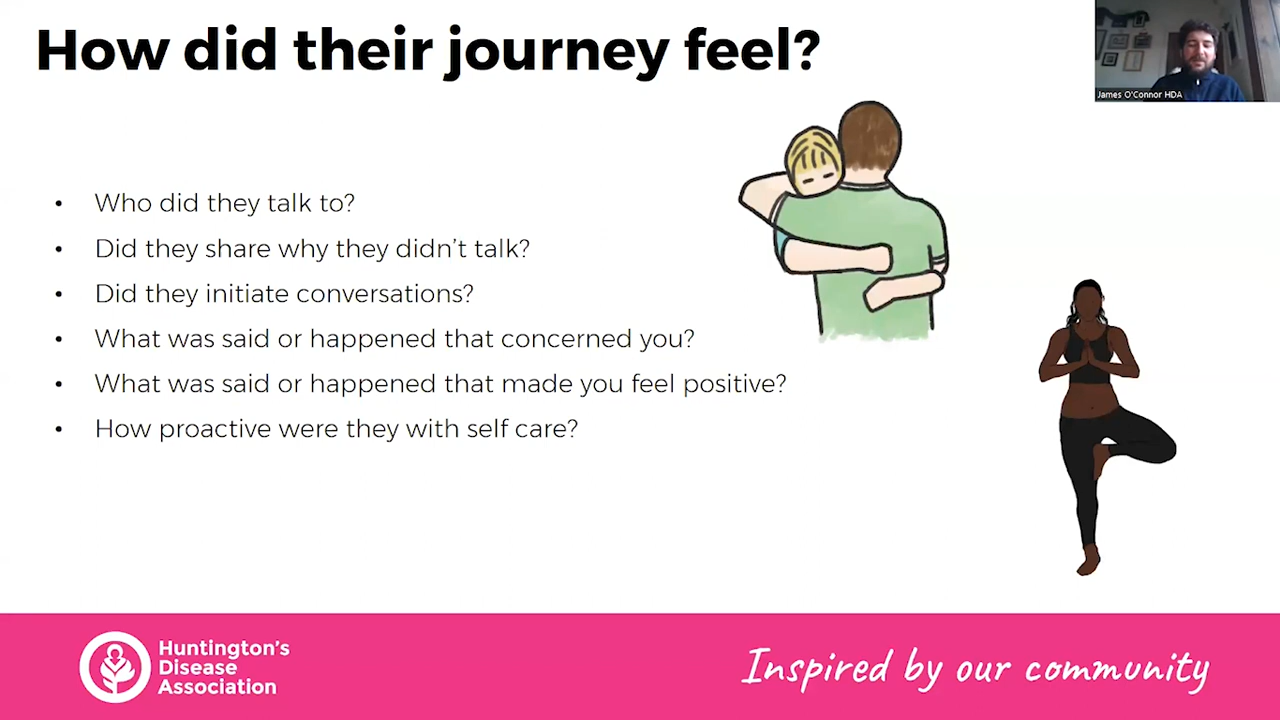 How did their journey feel?
James O'Connor HDA
• Who did they talk to?
• Did they share why they didn’t talk?
• Did they initiate conversations?
• What was said or happened that concerned you?
• What was said or happened that made you feel positive?
• How proactive were they with self care?
Huntington’s
Disease
Association
Inspired by our community